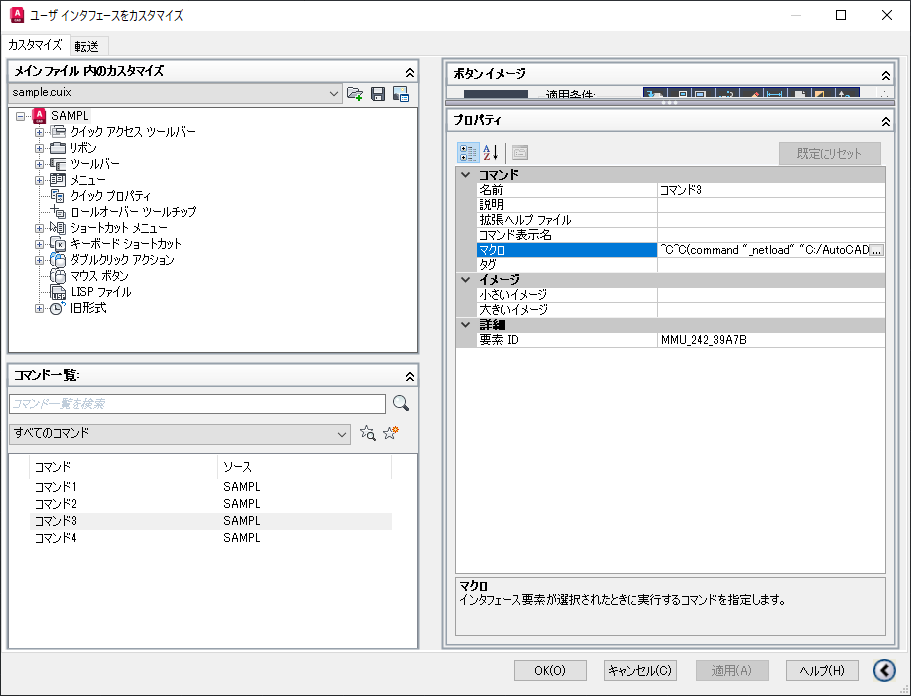 ユーザ インタフェースをカスタマイズ
カスタマイズ
転送
メイン ファイル 内のカスタマイズ
sample.cuix
SAMPL
クイック アクセス ツールバー
リボン
ツールバー
メニュー
クイック プロパティ
ロールオーバー ツールチップ
ショートカット メニュー
キーボード ショートカット
ダブルクリック アクション
マウス ボタン
LISP ファイル
旧形式
コマンド一覧:
コマンド一覧を検索
すべてのコマンド
コマンド ソース
コマンド1 SAMPL
コマンド2 SAMPL
コマンド3 SAMPL
コマンド4 SAMPL
ボタン イメージ
適用条件:
プロパティ
既定にリセット
コマンド
名前 コマンド3
説明
拡張ヘルプ ファイル
コマンド表示名
マクロ ^C^C(command "_netload" "C:/AutoCAD ...
タグ
イメージ
小さいイメージ
大きいイメージ
詳細
要素 ID MMU_242_39A7B
マクロ
インタフェース要素が選択されたときに実行するコマンドを指定します。
OK(O)
キャンセル(C)
適用(A)
ヘルプ(H)